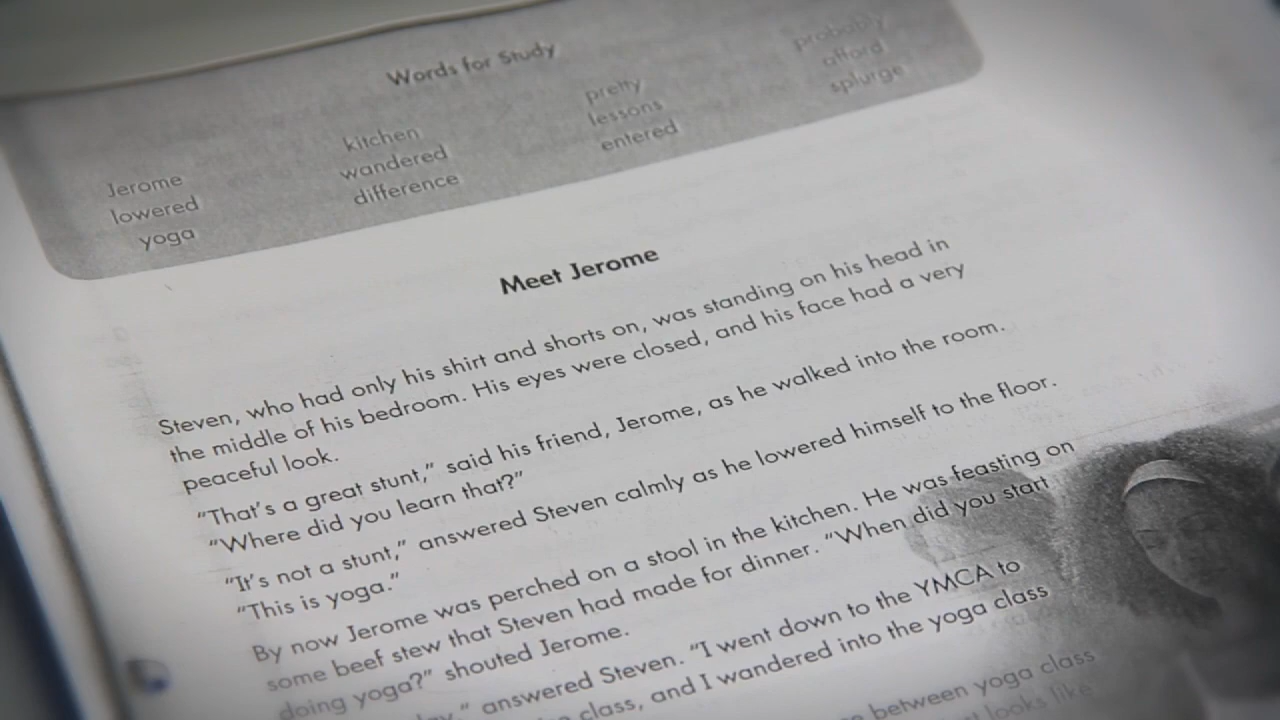 Words for Study
Jerome kitchen pretty probably
lowered wandered lessons afford
yoga difference entered splurge
Meet Jerome
Steven, who had only his shirt and shorts on, was standing on his head in
the middle of his bedroom. His eyes were closed, and his face had a very
peaceful look.
“That’s a great stunt,” said his friend, Jerome, as he walked into the room.
“Where did you learn that?”
“It’s not a stunt,” answered Steven calmly as he lowered himself to the floor.
“This is yoga.”
By now Jerome was perched on a stool in the kitchen. He was feasting on
some beef stew that Steven had made for dinner. “When did you start
doing yoga?” shouted Jerome.
answered Steven. “I went down to the YMCA to
class, and I wandered into the yoga class
between yoga class
looks like